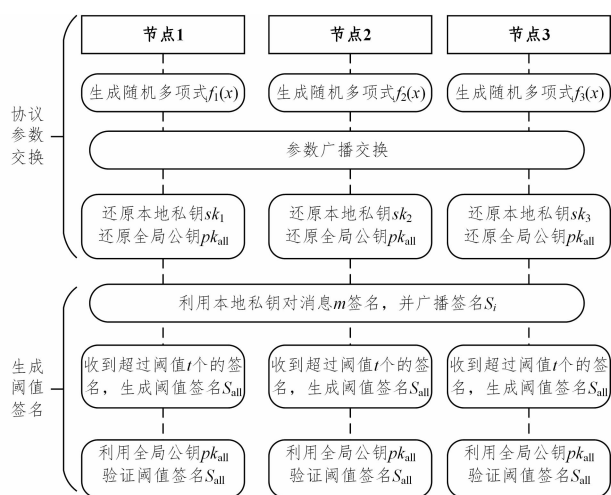 节点1
节点2
节点3
生成随机多项式f₁(x)
生成随机多项式f₂(x)
生成随机多项式f₃(x)
协议
参数
交换
参数广播交换
还原本地私钥sk₁
还原全局公钥pk_all
还原本地私钥sk₂
还原全局公钥pk_all
还原本地私钥sk₃
还原全局公钥pk_all
利用本地私钥对消息m签名，并广播签名S_i
生成
阈值
签名
收到超过阈值t个的签
名，生成阈值签名S_all
收到超过阈值t个的签
名，生成阈值签名S_all
收到超过阈值t个的签
名，生成阈值签名S_all
利用全局公钥pk_all
验证阈值签名S_all
利用全局公钥pk_all
验证阈值签名S_all
利用全局公钥pk_all
验证阈值签名S_all